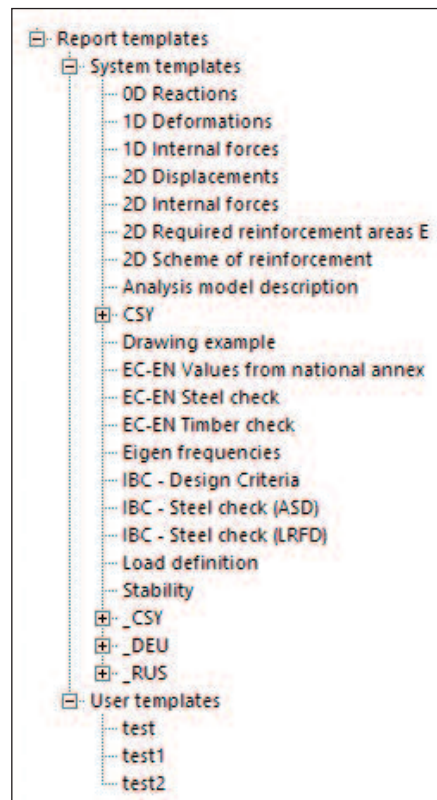 Report templates
System templates
0D Reactions
1D Deformations
1D Internal forces
2D Displacements
2D Internal forces
2D Required reinforcement areas E
2D Scheme of reinforcement
Analysis model description
CSY
Drawing example
EC-EN Values from national annex
EC-EN Steel check
EC-EN Timber check
Eigen frequencies
IBC - Design Criteria
IBC - Steel check (ASD)
IBC - Steel check (LRFD)
Load definition
Stability
_CSY
_DEU
_RUS
User templates
test
test1
test2